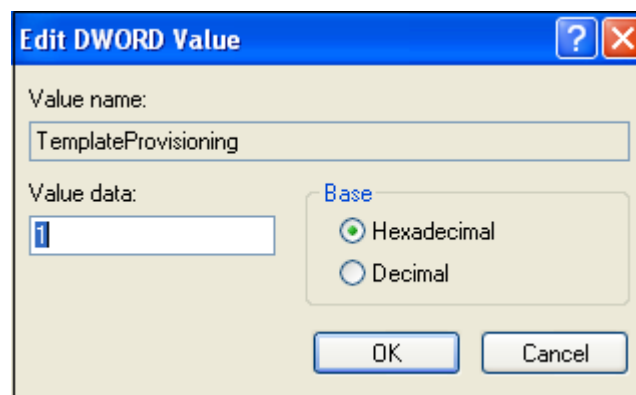 Edit DWORD Value
?
Value name:
TemplateProvisioning
Value data:
1
Base
Hexadecimal
Decimal
OK
Cancel